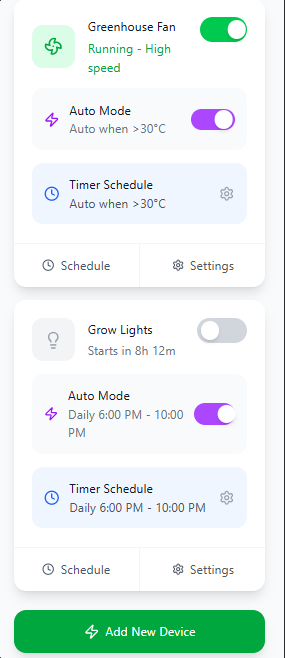 Greenhouse Fan
Running - High
speed
Auto Mode
Auto when >30°C
Timer Schedule
Auto when >30°C
Schedule
Settings
Grow Lights
Starts in 8h 12m
Auto Mode
Daily 6:00 PM - 10:00
PM
Timer Schedule
Daily 6:00 PM - 10:00 PM
Schedule
Settings
Add New Device